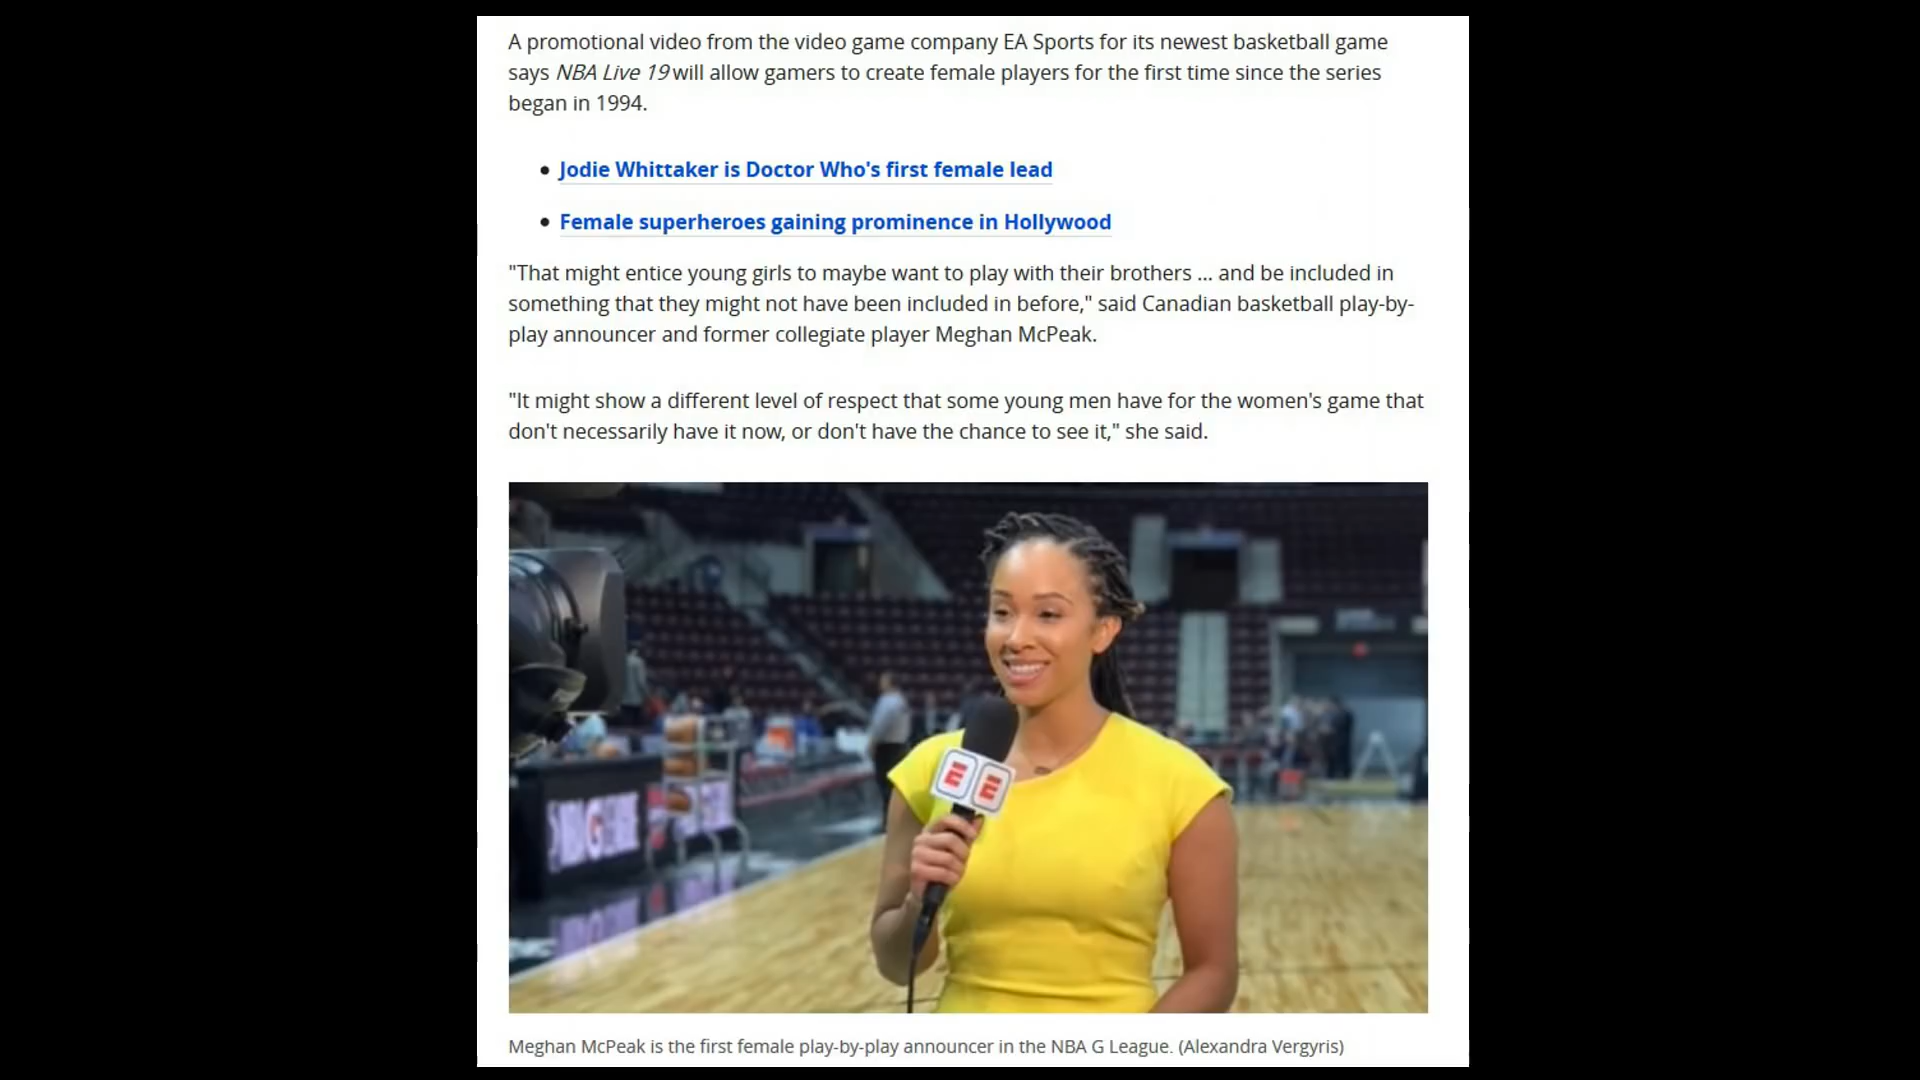 A promotional video from the video game company EA Sports for its newest basketball game
says NBA Live 19 will allow gamers to create female players for the first time since the series
began in 1994.
• Jodie Whittaker is Doctor Who's first female lead
• Female superheroes gaining prominence in Hollywood
"That might entice young girls to maybe want to play with their brothers ... and be included in
something that they might not have been included in before," said Canadian basketball play-by-
play announcer and former collegiate player Meghan McPeak.
"It might show a different level of respect that some young men have for the women's game that
don't necessarily have it now, or don't have the chance to see it," she said.
E E
NBA G LEAGUE
Meghan McPeak is the first female play-by-play announcer in the NBA G League. (Alexandra Vergyris)